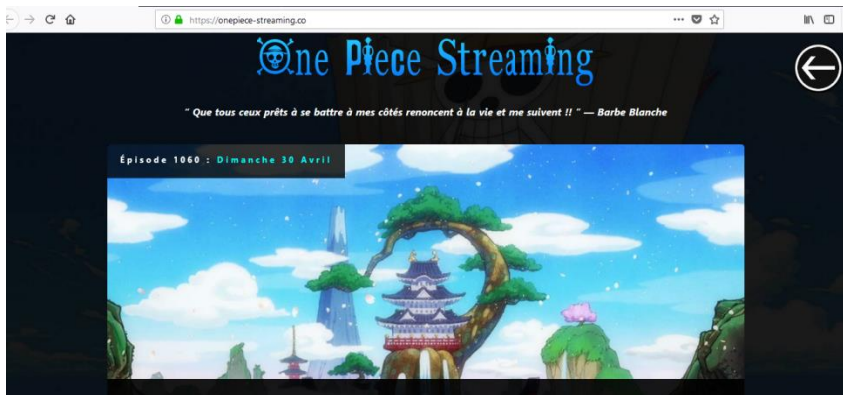 https://onepiece-streaming.co
One Piece Streaming
" Que tous ceux prêts à se battre à mes côtés renoncent à la vie et me suivent !! " — Barbe Blanche
Épisode 1060 : Dimanche 30 Avril